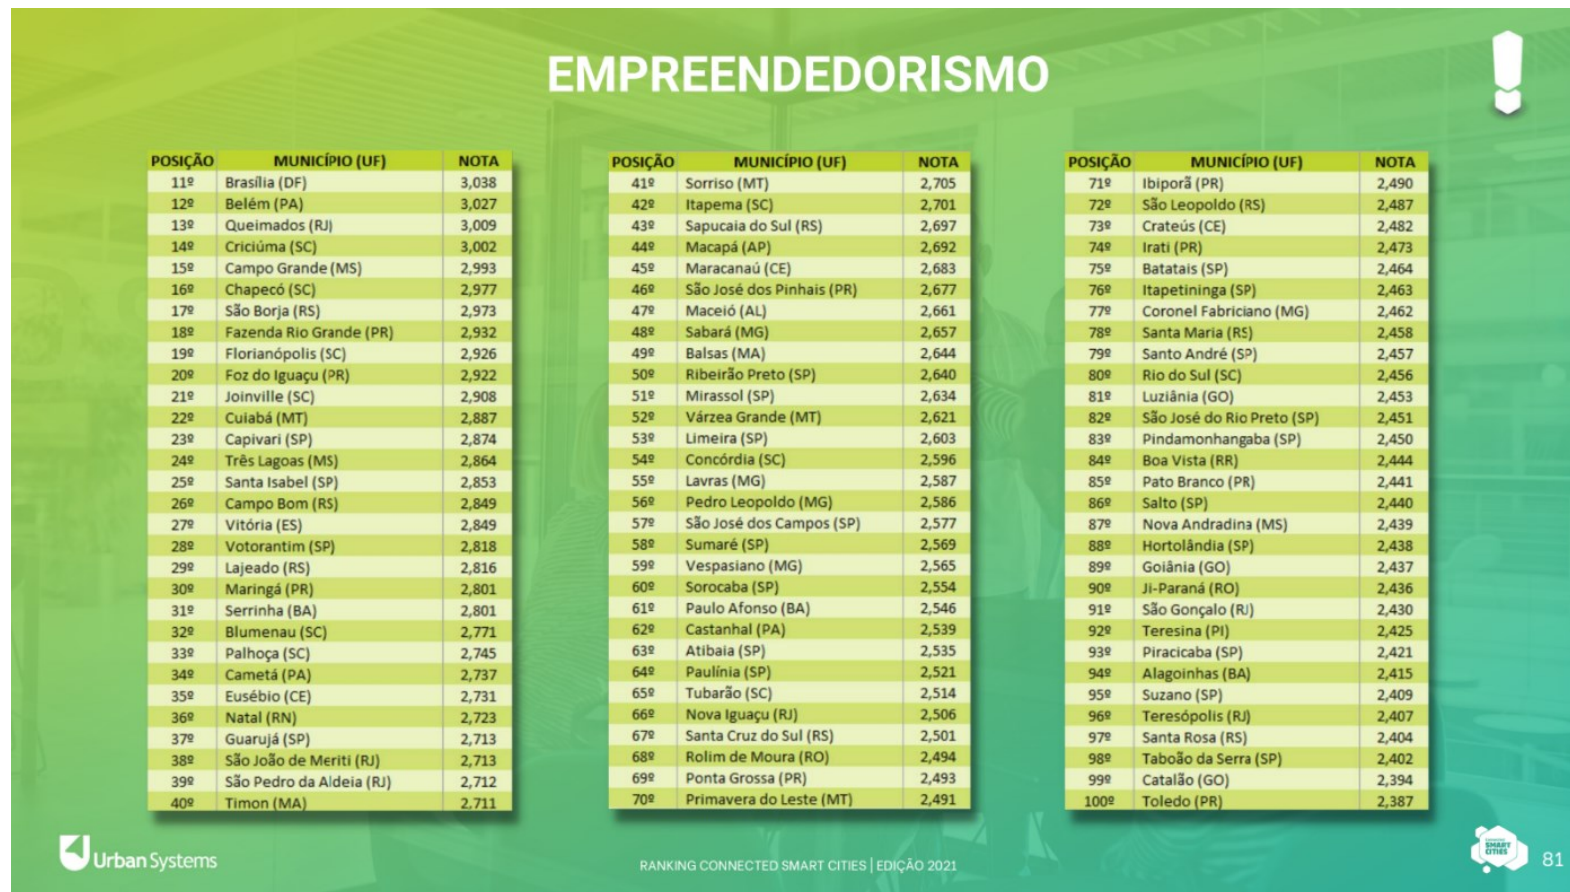 EMPREENDEDORISMO
POSIÇÃO MUNICÍPIO (UF) NOTA
11º Brasília (DF) 3,038
12º Belém (PA) 3,027
13º Queimados (RJ) 3,009
14º Criciúma (SC) 3,002
15º Campo Grande (MS) 2,993
16º Chapecó (SC) 2,977
17º São Borja (RS) 2,973
18º Fazenda Rio Grande (PR) 2,932
19º Florianópolis (SC) 2,926
20º Foz do Iguaçu (PR) 2,922
21º Joinville (SC) 2,908
22º Cuiabá (MT) 2,887
23º Capivari (SP) 2,874
24º Três Lagoas (MS) 2,864
25º Santa Isabel (SP) 2,853
26º Campo Bom (RS) 2,849
27º Vitória (ES) 2,849
28º Votorantim (SP) 2,818
29º Lajeado (RS) 2,816
30º Maringá (PR) 2,801
31º Serrinha (BA) 2,801
32º Blumenau (SC) 2,771
33º Palhoça (SC) 2,745
34º Cametá (PA) 2,737
35º Eusébio (CE) 2,731
36º Natal (RN) 2,723
37º Guarujá (SP) 2,713
38º São João de Meriti (RJ) 2,713
39º São Pedro da Aldeia (RJ) 2,712
40º Timon (MA) 2,711
POSIÇÃO MUNICÍPIO (UF) NOTA
41º Sorriso (MT) 2,705
42º Itapema (SC) 2,701
43º Sapucaia do Sul (RS) 2,697
44º Macapá (AP) 2,692
45º Maracanaú (CE) 2,683
46º São José dos Pinhais (PR) 2,677
47º Maceió (AL) 2,661
48º Sabará (MG) 2,657
49º Balsas (MA) 2,644
50º Ribeirão Preto (SP) 2,640
51º Mirassol (SP) 2,634
52º Várzea Grande (MT) 2,621
53º Limeira (SP) 2,603
54º Concórdia (SC) 2,596
55º Lavras (MG) 2,587
56º Pedro Leopoldo (MG) 2,586
57º São José dos Campos (SP) 2,577
58º Sumaré (SP) 2,569
59º Vespasiano (MG) 2,565
60º Sorocaba (SP) 2,554
61º Paulo Afonso (BA) 2,546
62º Castanhal (PA) 2,539
63º Atibaia (SP) 2,535
64º Paulínia (SP) 2,521
65º Tubarão (SC) 2,514
66º Nova Iguaçu (RJ) 2,506
67º Santa Cruz do Sul (RS) 2,501
68º Rolim de Moura (RO) 2,494
69º Ponta Grossa (PR) 2,493
70º Primavera do Leste (MT) 2,491
POSIÇÃO MUNICÍPIO (UF) NOTA
71º Ibiporã (PR) 2,490
72º São Leopoldo (RS) 2,487
73º Crateús (CE) 2,482
74º Irati (PR) 2,473
75º Batatais (SP) 2,464
76º Itapetininga (SP) 2,463
77º Coronel Fabriciano (MG) 2,462
78º Santa Maria (RS) 2,458
79º Santo André (SP) 2,457
80º Rio do Sul (SC) 2,456
81º Luziânia (GO) 2,453
82º São José do Rio Preto (SP) 2,451
83º Pindamonhangaba (SP) 2,450
84º Boa Vista (RR) 2,444
85º Pato Branco (PR) 2,441
86º Salto (SP) 2,440
87º Nova Andradina (MS) 2,439
88º Hortolândia (SP) 2,438
89º Goiânia (GO) 2,437
90º Ji-Paraná (RO) 2,436
91º São Gonçalo (RJ) 2,430
92º Teresina (PI) 2,425
93º Piracicaba (SP) 2,421
94º Alagoinhas (BA) 2,415
95º Suzano (SP) 2,409
96º Teresópolis (RJ) 2,407
97º Santa Rosa (RS) 2,404
98º Taboão da Serra (SP) 2,402
99º Catalão (GO) 2,394
100º Toledo (PR) 2,387
Urban Systems
RANKING CONNECTED SMART CITIES | EDIÇÃO 2021
SMART
CITIES
81